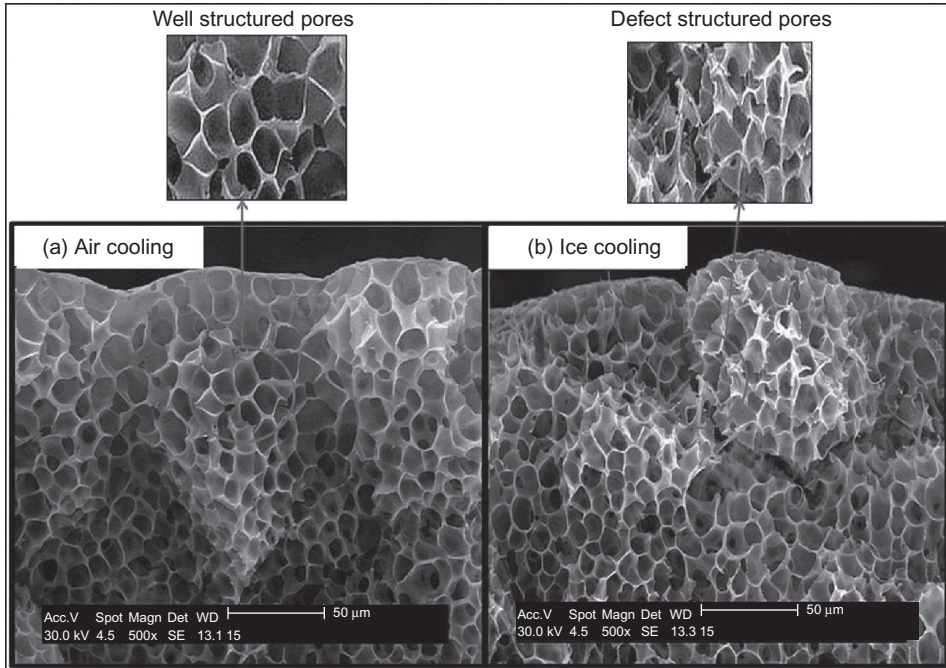 Well structured pores
Defect structured pores
(a) Air cooling
(b) Ice cooling
Acc.V Spot Magn Det WD
30.0 kV 4.5 500x SE 13.1 15
50 μm
Acc.V Spot Magn Det WD
30.0 kV 4.5 500x SE 13.3 15
50 μm